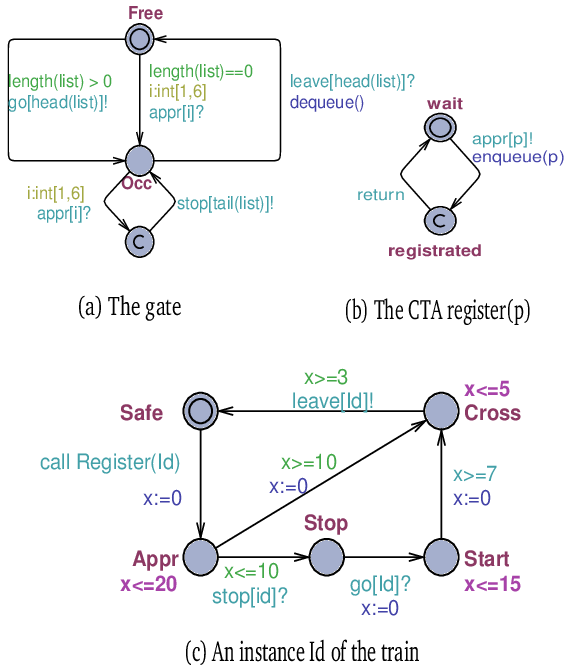 Free
length(list) > 0
go[head(list)]!
length(list)==0
i:int[1,6]
appr[i]?
leave[head(list)]?
dequeue()
Occ
i:int[1,6]
appr[i]?
stop[tail(list)]!
C
(a) The gate
wait
appr[p]!
enqueue(p)
return
C
registrated
(b) The CTA register(p)
x>=3
leave[Id]!
x<=5
Cross
Safe
call Register(Id)
x:=0
x>=10
x:=0
x>=7
x:=0
Stop
Appr
x<=20
x<=10
stop[id]?
go[Id]?
x:=0
Start
x<=15
(c) An instance Id of the train